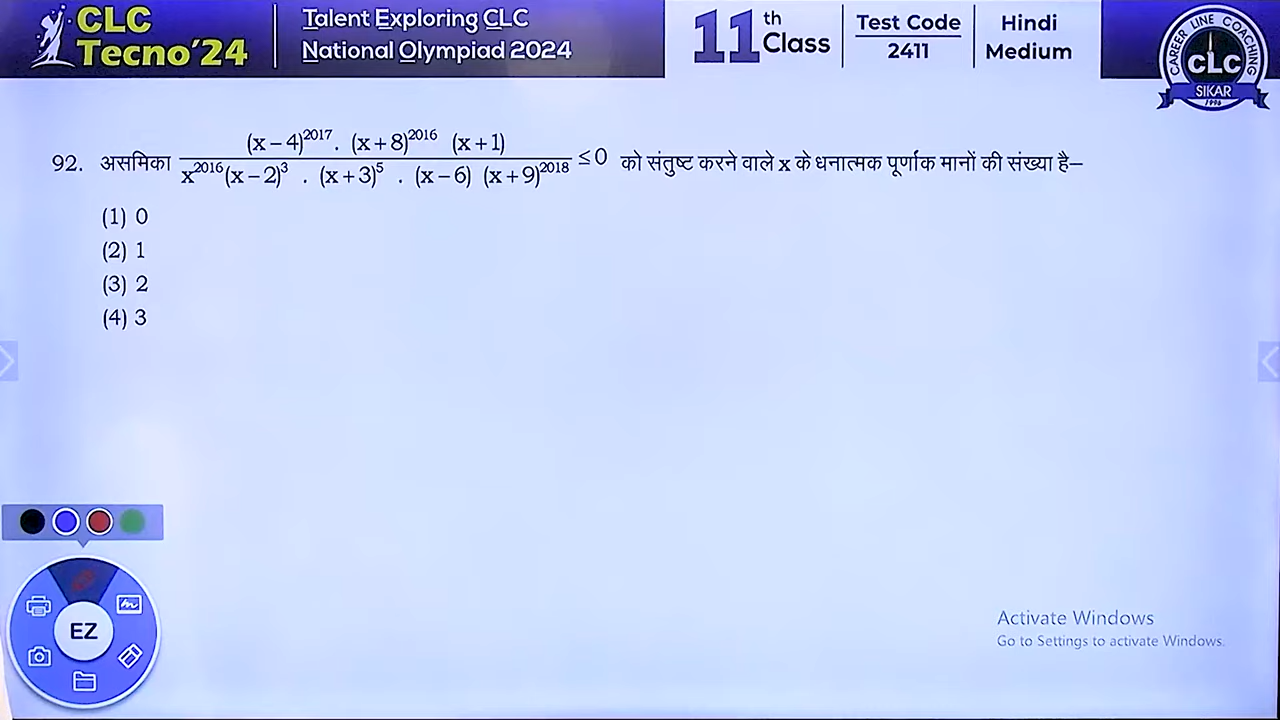 CLC
Tecno'24
Talent Exploring CLC
National Olympiad 2024
11th Class
Test Code
2411
Hindi
Medium
CAREER LINE COACHING
CLC
SIKAR
1996
92. असमिका (x – 4)^2017 . (x + 8)^2016 (x + 1) / x^2016 (x – 2)^3 . (x + 3)^5 . (x – 6) (x + 9)^2018 ≤ 0 को संतुष्ट करने वाले x के धनात्मक पूर्णाक मानों की संख्या है–
(1) 0
(2) 1
(3) 2
(4) 3
EZ
Activate Windows
Go to Settings to activate Windows.